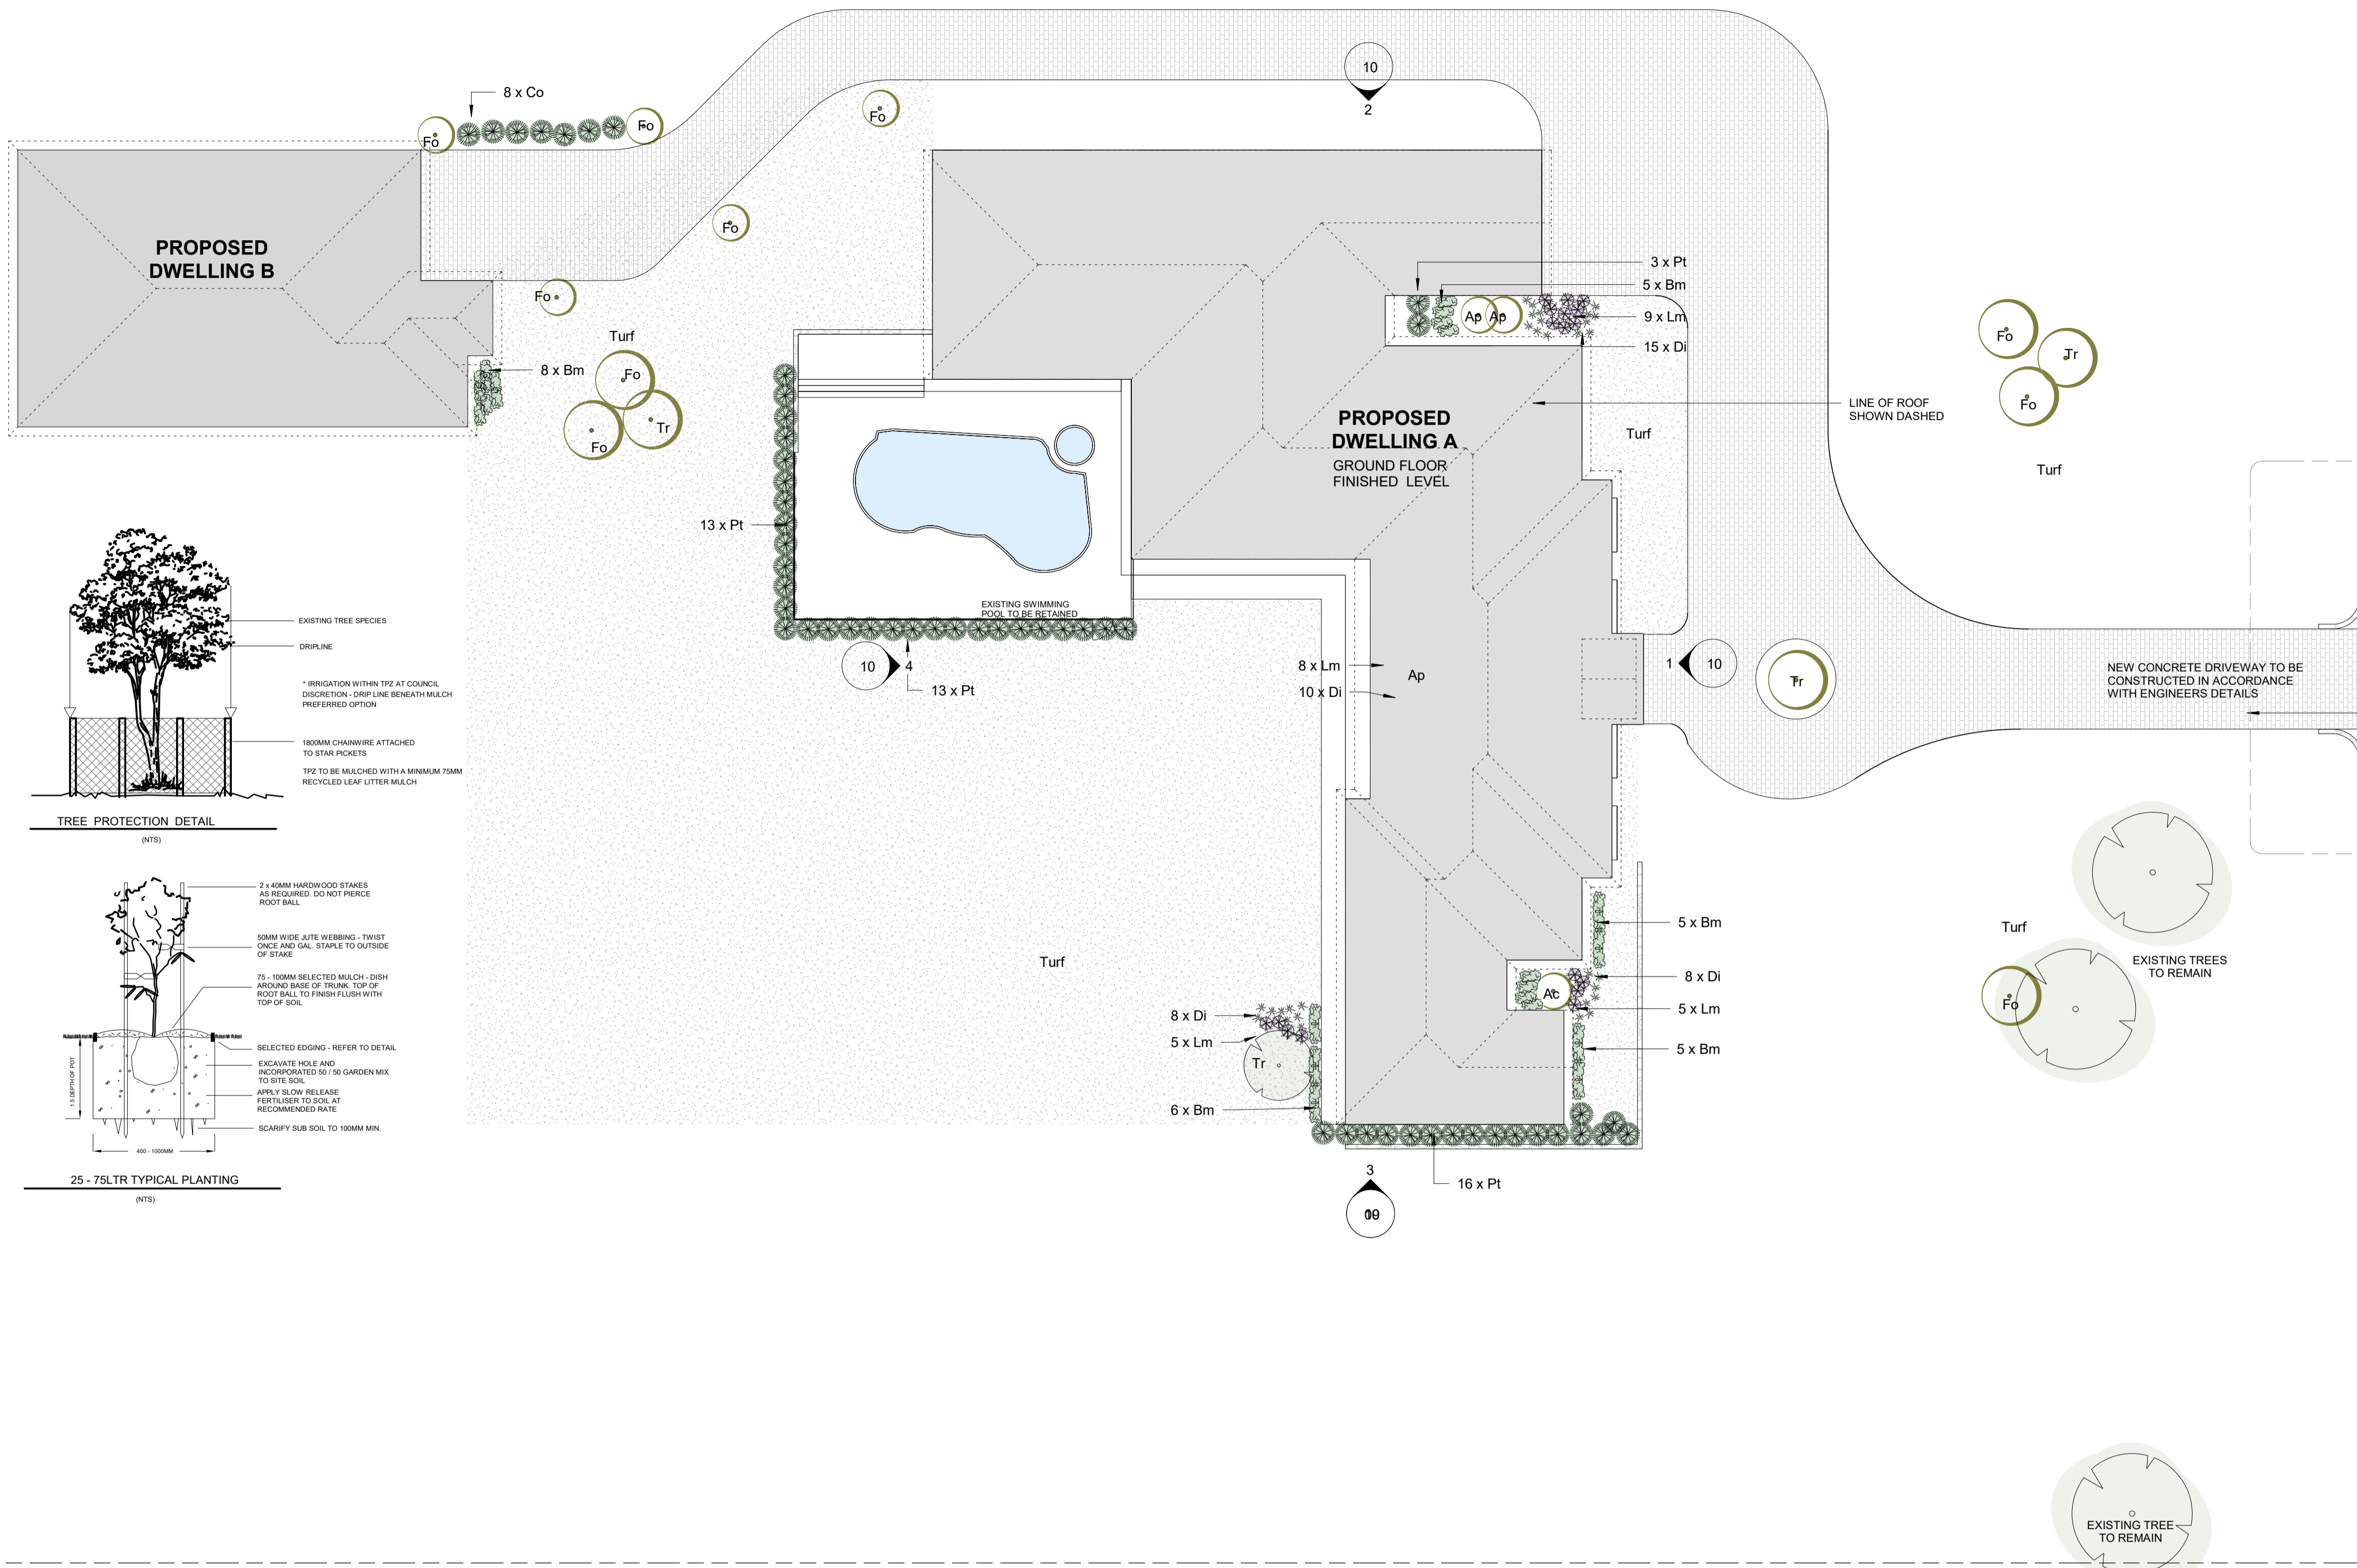 10
2
8 x Co
Fo
Fo
Fo
Fo
Fo
PROPOSED
DWELLING B
3 x Pt
5 x Bm
Ap
Ap
9 x Lm
15 x Di
Turf
8 x Bm
Fo
Fo
Tr
LINE OF ROOF
SHOWN DASHED
PROPOSED
DWELLING A
GROUND FLOOR
FINISHED LEVEL
Turf
Fo
Tr
Fo
Turf
13 x Pt
EXISTING SWIMMING
POOL TO BE RETAINED
10
4
13 x Pt
8 x Lm
10 x Di
Ap
1
10
Tr
NEW CONCRETE DRIVEWAY TO BE
CONSTRUCTED IN ACCORDANCE
WITH ENGINEERS DETAILS
EXISTING TREE SPECIES
DRIPLINE
* IRRIGATION WITHIN TPZ AT COUNCIL
DISCRETION - DRIP LINE BENEATH MULCH
PREFERRED OPTION
1800MM CHAINWIRE ATTACHED
TO STAR PICKETS
TPZ TO BE MULCHED WITH A MINIMUM 75MM
RECYCLED LEAF LITTER MULCH
TREE PROTECTION DETAIL
(NTS)
2 x 40MM HARDWOOD STAKES
AS REQUIRED. DO NOT PIERCE
ROOT BALL
50MM WIDE JUTE WEBBING - TWIST
ONCE AND GAL. STAPLE TO OUTSIDE
OF STAKE
75 - 100MM SELECTED MULCH - DISH
AROUND BASE OF TRUNK. TOP OF
ROOT BALL TO FINISH FLUSH WITH
TOP OF SOIL
SELECTED EDGING - REFER TO DETAIL
EXCAVATE HOLE AND
INCORPORATED 50 / 50 GARDEN MIX
TO SITE SOIL
APPLY SLOW RELEASE
FERTILISER TO SOIL AT
RECOMMENDED RATE
SCARIFY SUB SOIL TO 100MM MIN.
1.5 DEPTH OF POT
400 - 1000MM
25 - 75LTR TYPICAL PLANTING
(NTS)
Turf
5 x Bm
8 x Di
Ac
5 x Lm
5 x Bm
8 x Di
5 x Lm
Tr
6 x Bm
16 x Pt
3
Turf
EXISTING TREES
TO REMAIN
Fo
EXISTING TREE
TO REMAIN